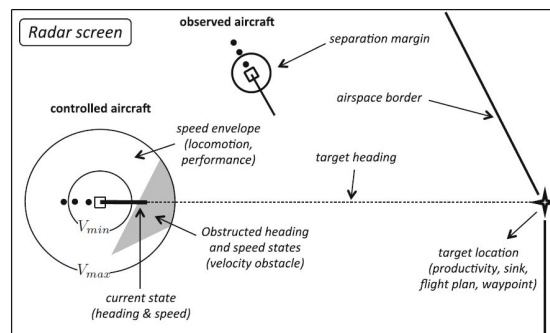 Radar screen
observed aircraft
separation margin
controlled aircraft
airspace border
speed envelope
(locomotion,
performance)
target heading
Obstructed heading
and speed states
(velocity obstacle)
Vmin
Vmax
current state
(heading & speed)
target location
(productivity, sink,
flight plan, waypoint)